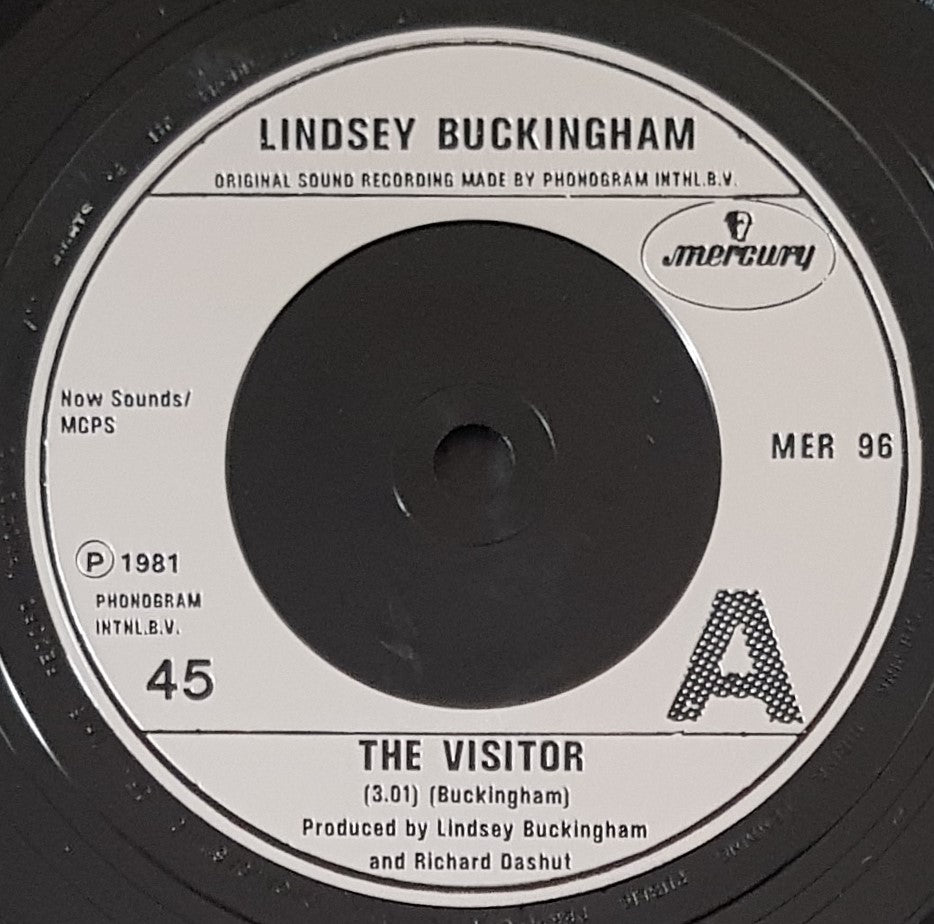 LINDSEY BUCKINGHAM
ORIGINAL SOUND RECORDING MADE BY PHONOGRAM INTNL.B.V.
mercury
Now Sounds/
MCPS
MER 96
Ⓟ 1981
PHONOGRAM
INTNL.B.V.
45
A
THE VISITOR
(3.01) (Buckingham)
Produced by Lindsey Buckingham
and Richard Dashut